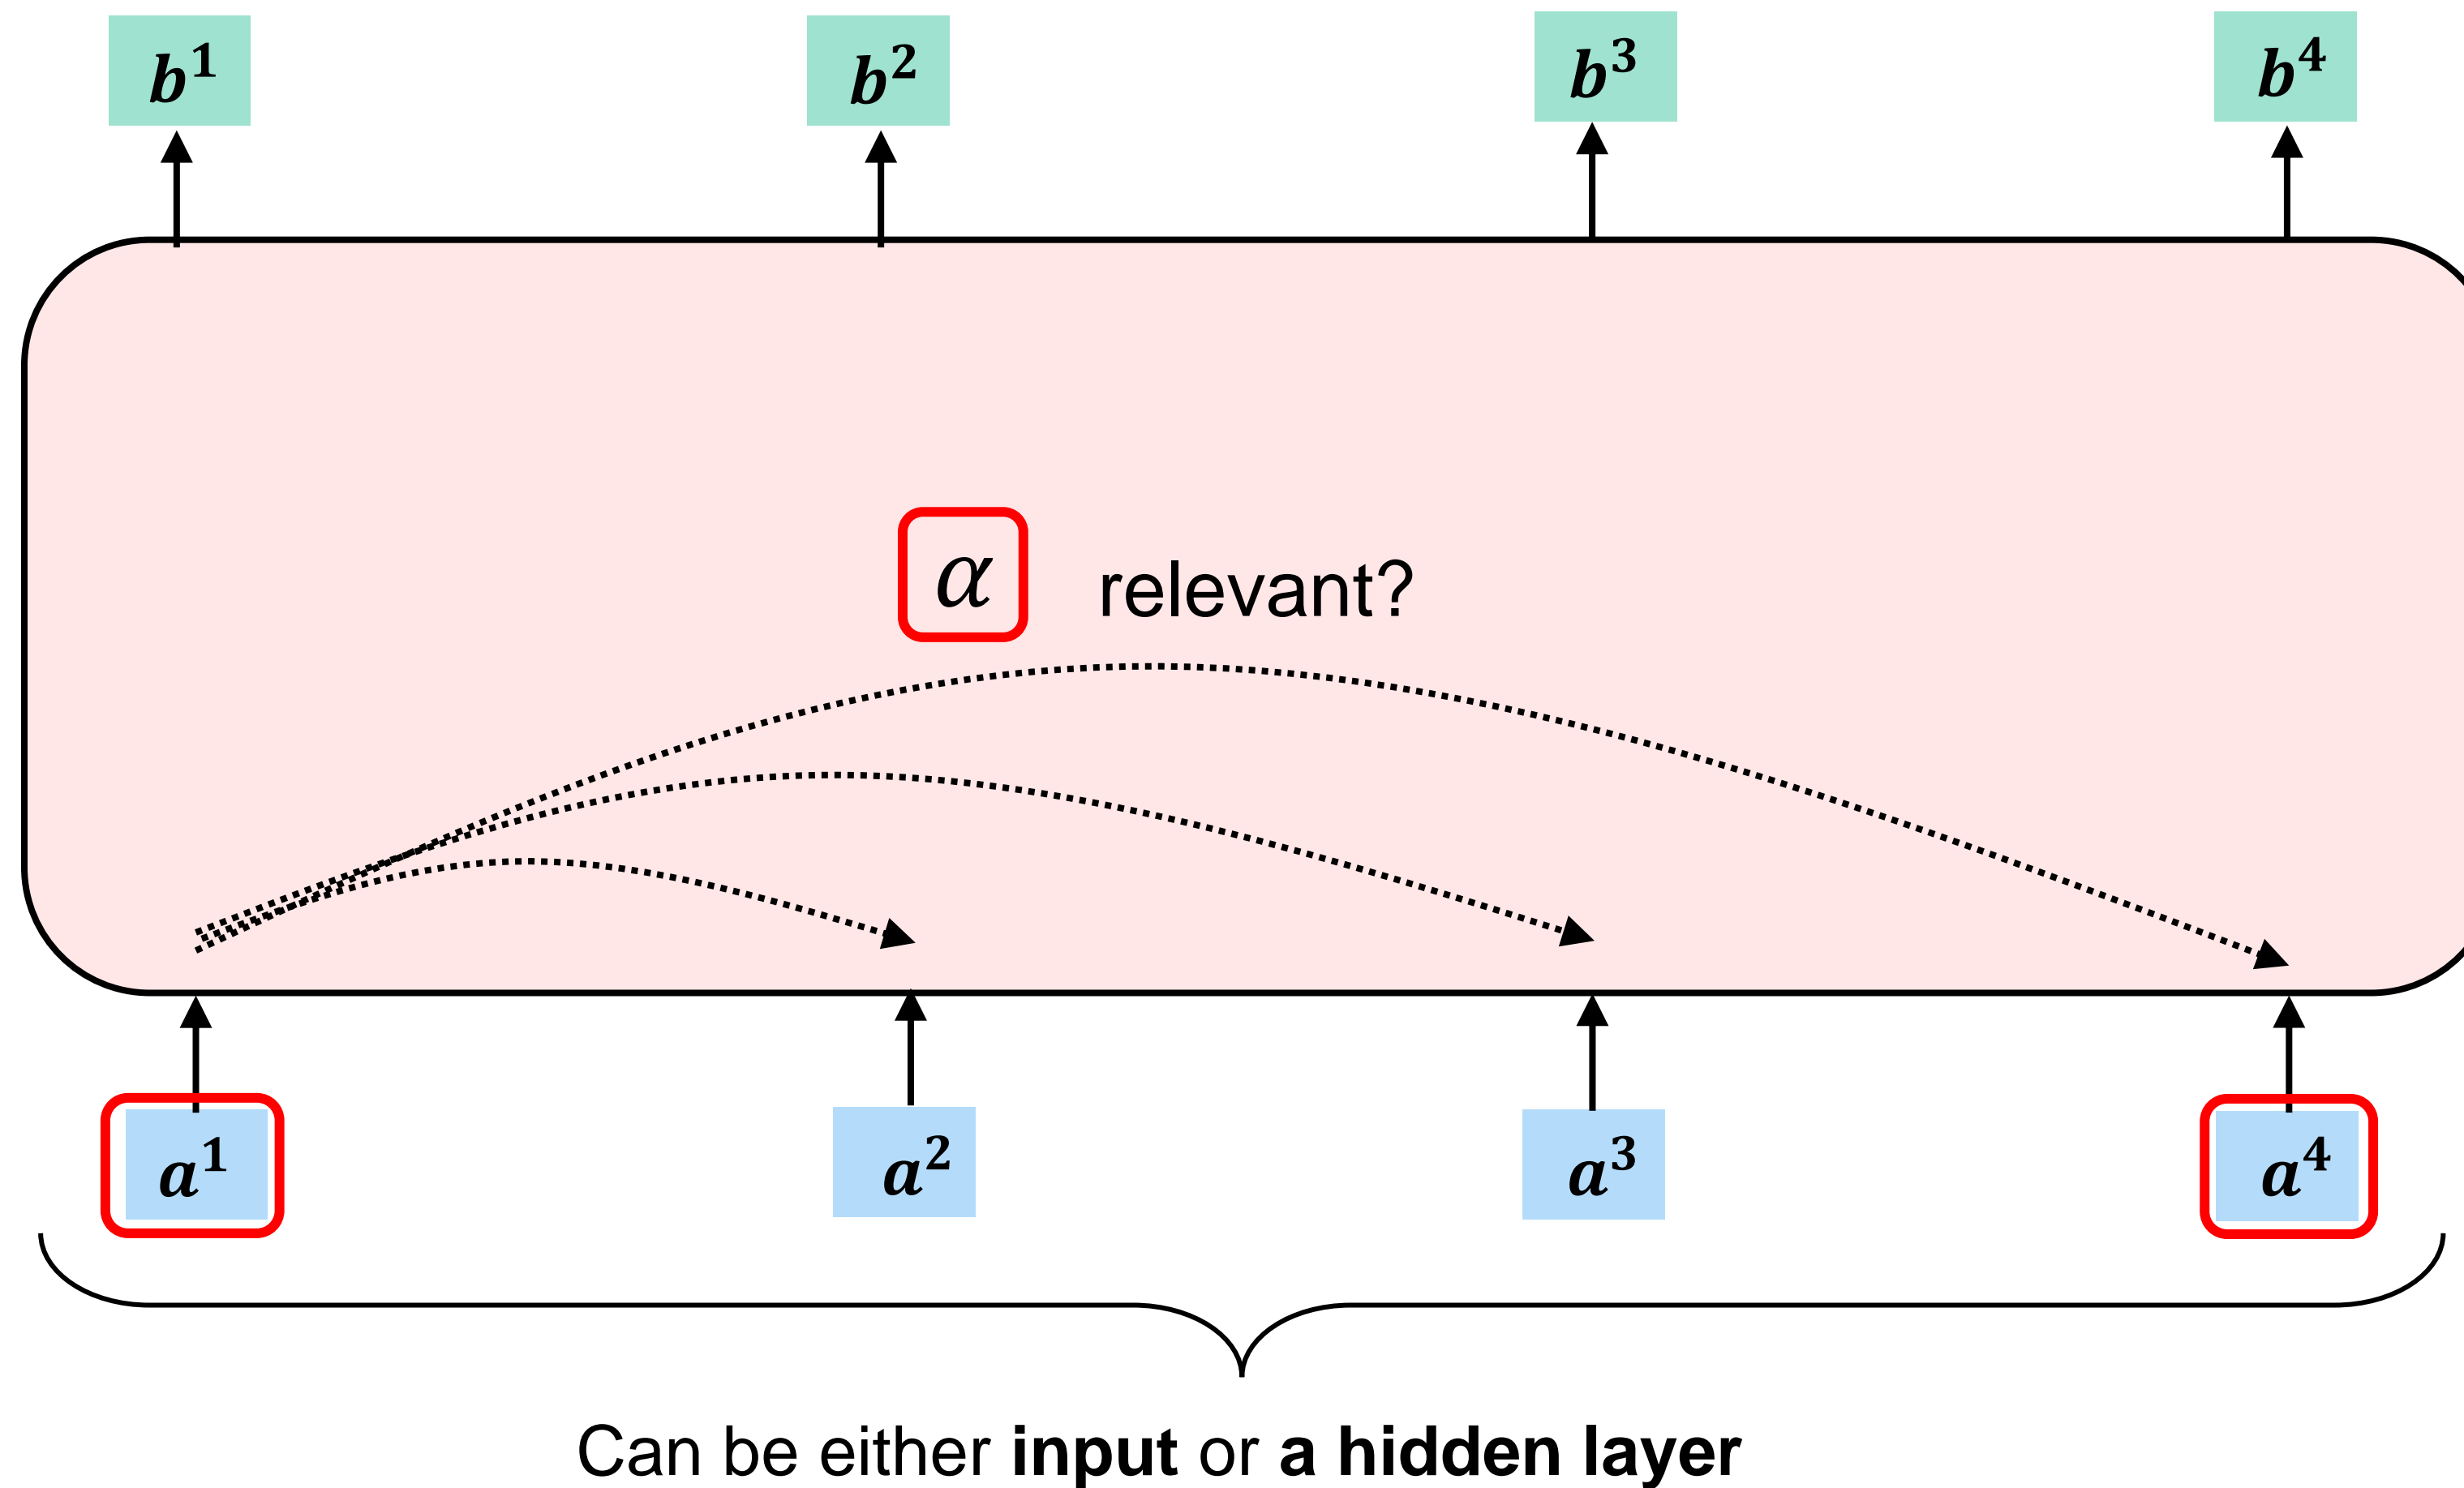 b¹ b² b³ b⁴
α relevant?
a¹ a² a³ a⁴
Can be either input or a hidden layer